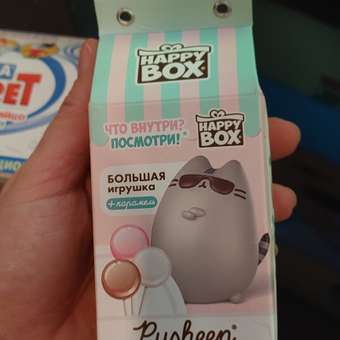 HAPPY
BOX
ЧТО ВНУТРИ?
ПОСМОТРИ!
HAPPY
BOX
БОЛЬШАЯ
игрушка
+ карамель
Pusheen®